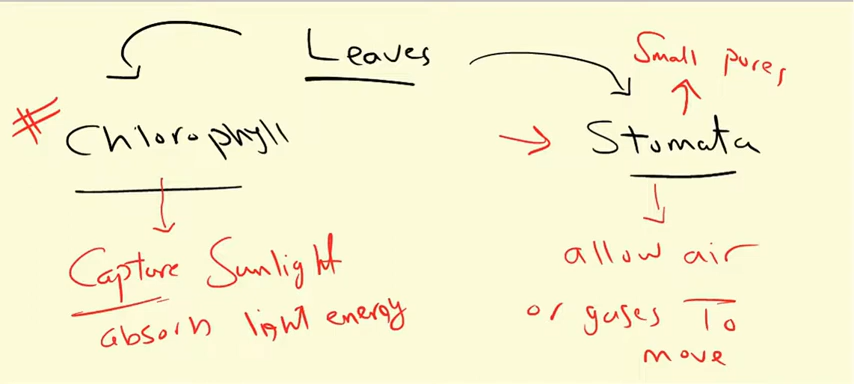 Leaves
Small pores
# Chlorophyll
Stomata
Capture Sunlight
absorb light energy
allow air
or gases To
move